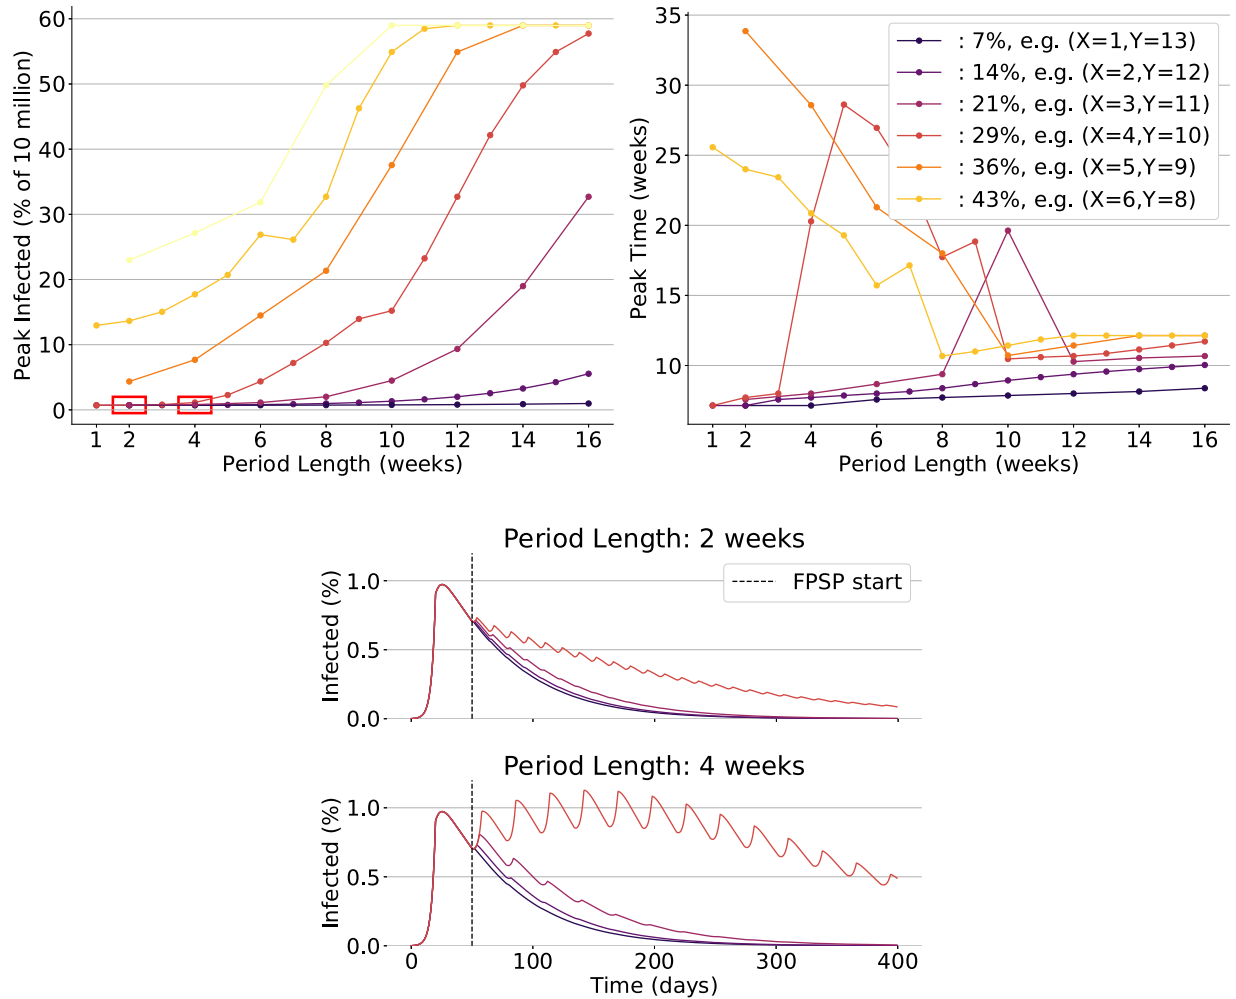 Peak Infected (% of 10 million)
60
50
40
30
20
10
0
1 2 4 6 8 10 12 14 16
Period Length (weeks)
Peak Time (weeks)
35
30
25
20
15
10
1 2 4 6 8 10 12 14 16
Period Length (weeks)
: 7%, e.g. (X=1,Y=13)
: 14%, e.g. (X=2,Y=12)
: 21%, e.g. (X=3,Y=11)
: 29%, e.g. (X=4,Y=10)
: 36%, e.g. (X=5,Y=9)
: 43%, e.g. (X=6,Y=8)
Period Length: 2 weeks
Infected (%)
1.0
0.5
0.0
FPSP start
Period Length: 4 weeks
Infected (%)
1.0
0.5
0.0
0 100 200 300 400
Time (days)